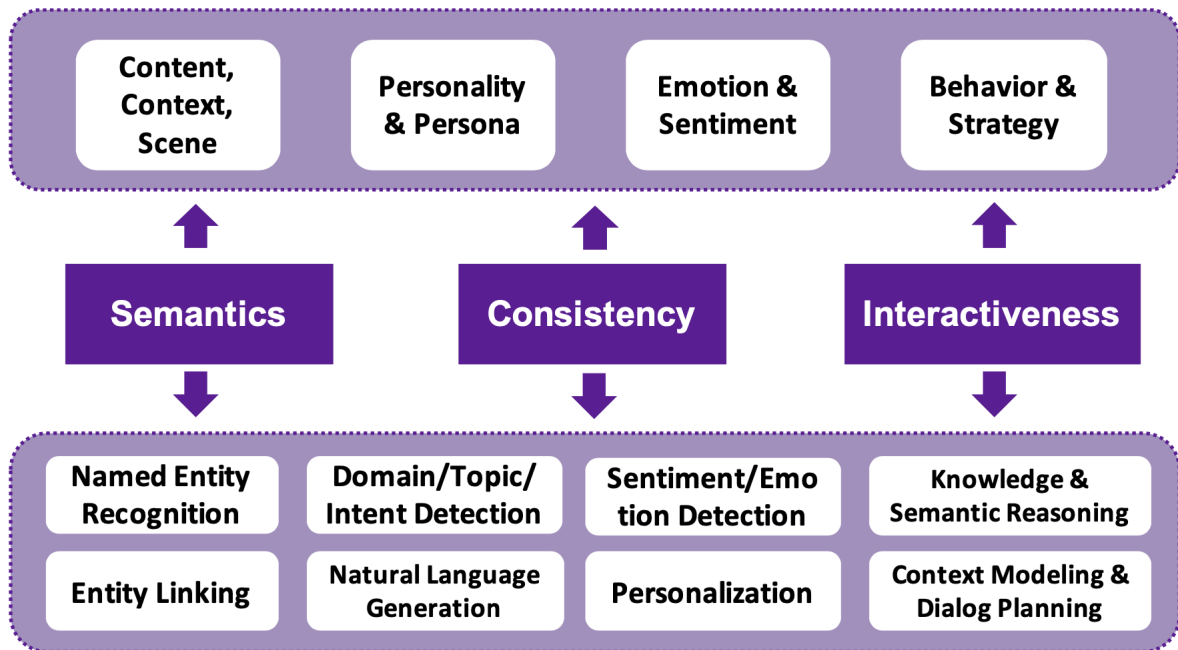 Content,
Context,
Scene
Personality
& Persona
Emotion &
Sentiment
Behavior &
Strategy
Semantics
Consistency
Interactiveness
Named Entity
Recognition
Domain/Topic/
Intent Detection
Sentiment/Emo
tion Detection
Knowledge &
Semantic Reasoning
Entity Linking
Natural Language
Generation
Personalization
Context Modeling &
Dialog Planning